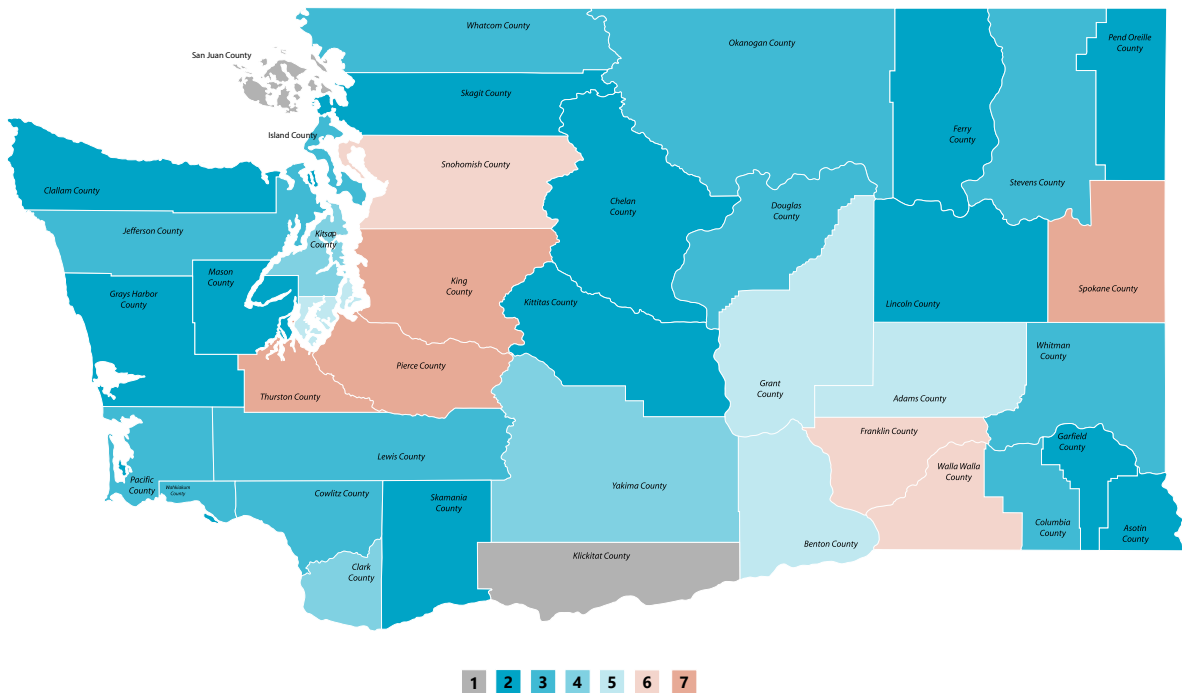 Whatcom County
Okanogan County
Pend Oreille
County
San Juan County
Skagit County
Island County
Ferry
County
Snohomish County
Stevens County
Clallam County
Chelan
County
Douglas
County
Jefferson County
Kitsap
County
Mason
County
King
County
Spokane County
Grays Harbor
County
Kittitas County
Lincoln County
Whitman
County
Pierce County
Grant
County
Thurston County
Adams County
Franklin County
Garfield
County
Lewis County
Walla Walla
County
Pacific
County
Wahkiakum
County
Yakima County
Cowlitz County
Skamania
County
Columbia
County
Asotin
County
Benton County
Klickitat County
Clark
County
1 2 3 4 5 6 7